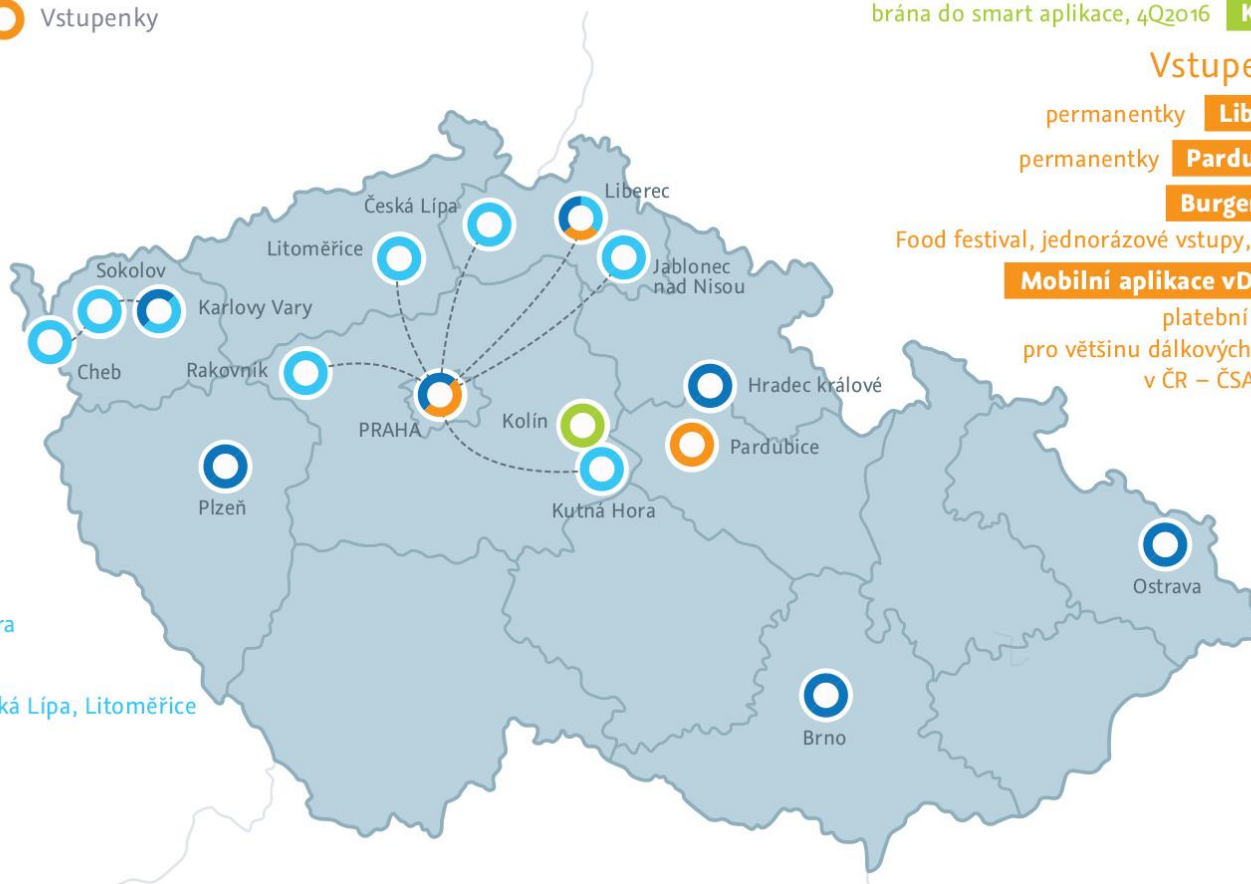 Vstupenky
brána do smart aplikace, 4Q2016
Vstupe
permanentky Lib
permanentky Pardu
Burge
Food festival, jednorázové vstupy,
Mobilní aplikace vD
platební
pro většinu dálkových
v ČR – ČSA
Liberec
Česká Lípa
Litoměřice
Jablonec
nad Nisou
Sokolov
Karlovy Vary
Cheb
Rakovník
Hradec králové
PRAHA
Kolín
Pardubice
Plzeň
Kutná Hora
Ostrava
Brno
ra
ká Lípa, Litoměřice